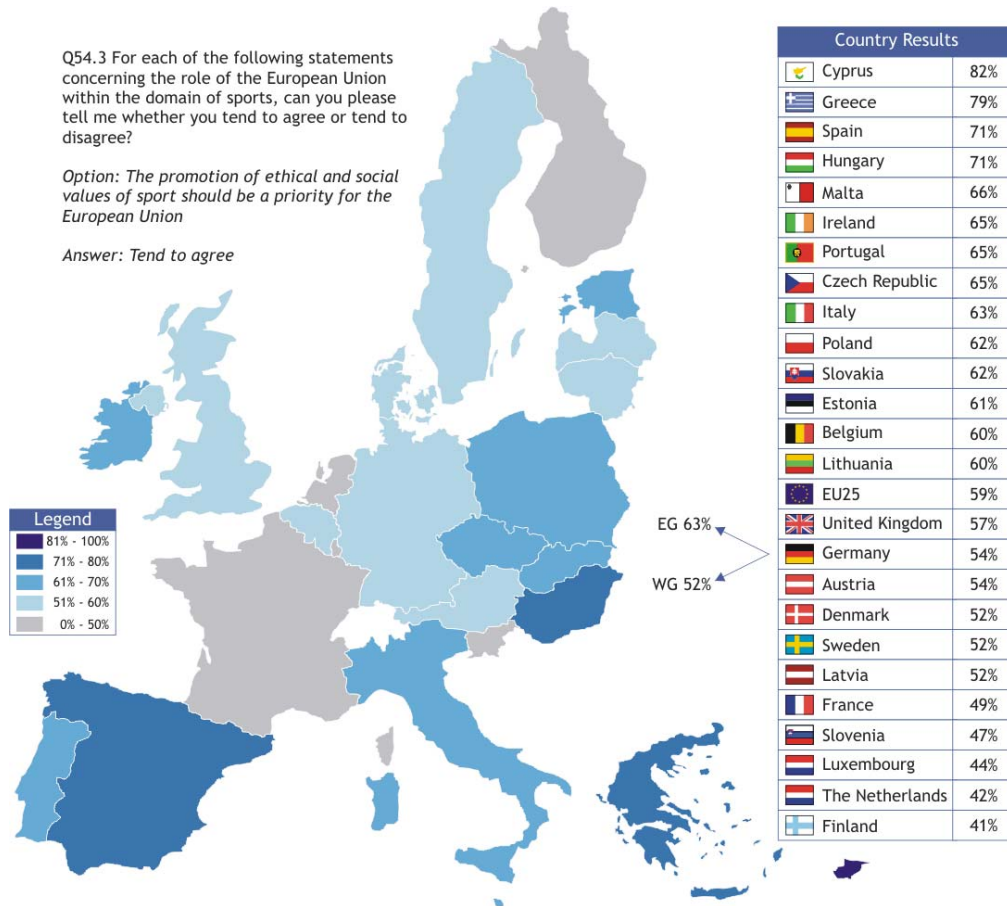 Q54.3 For each of the following statements
concerning the role of the European Union
within the domain of sports, can you please
tell me whether you tend to agree or tend to
disagree?
Option: The promotion of ethical and social
values of sport should be a priority for the
European Union
Answer: Tend to agree
Legend
81% - 100%
71% - 80%
61% - 70%
51% - 60%
0% - 50%
EG 63%
WG 52%
Country Results
Cyprus 82%
Greece 79%
Spain 71%
Hungary 71%
Malta 66%
Ireland 65%
Portugal 65%
Czech Republic 65%
Italy 63%
Poland 62%
Slovakia 62%
Estonia 61%
Belgium 60%
Lithuania 60%
EU25 59%
United Kingdom 57%
Germany 54%
Austria 54%
Denmark 52%
Sweden 52%
Latvia 52%
France 49%
Slovenia 47%
Luxembourg 44%
The Netherlands 42%
Finland 41%